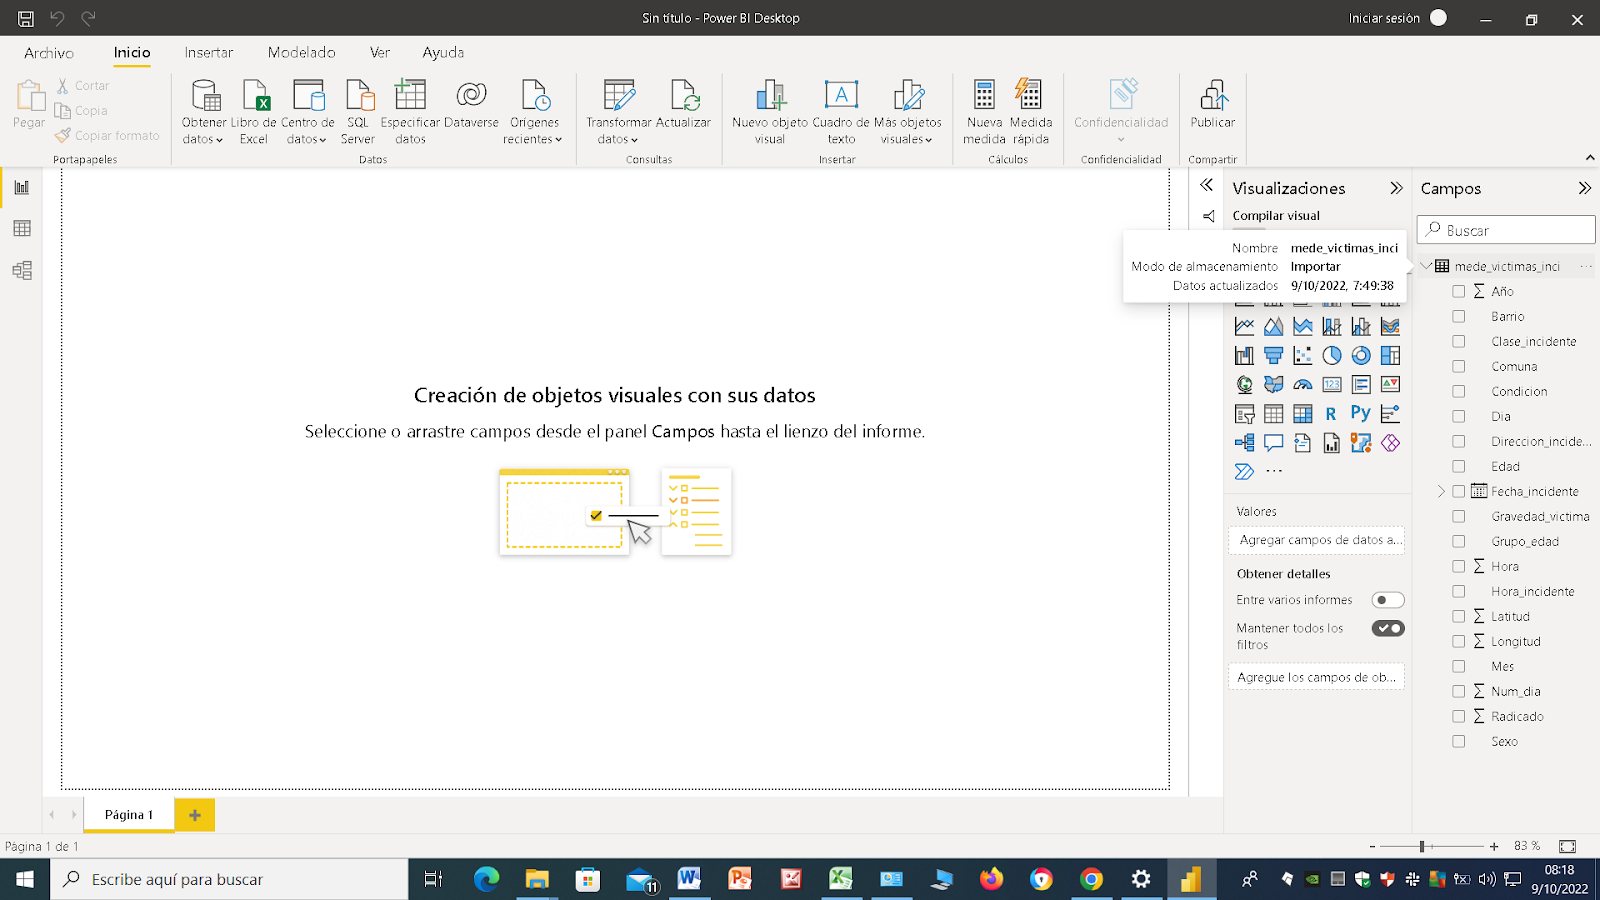 Sin título - Power BI Desktop
Iniciar sesión
Archivo
Inicio
Insertar
Modelado
Ver
Ayuda
Pegar
Cortar
Copia
Copiar formato
Portapapeles
Obtener datos
Libro de Excel
Centro de datos
SQL Server
Especificar datos
Dataverse
Orígenes recientes
Datos
Transformar datos
Actualizar
Consultas
Nuevo objeto visual
Cuadro de texto
A
Más objetos visuales
Insertar
Nueva medida
Medida rápida
Cálculos
Confidencialidad
Confidencialidad
Publicar
Compartir
Creación de objetos visuales con sus datos
Seleccione o arrastre campos desde el panel Campos hasta el lienzo del informe.
Visualizaciones
Compilar visual
Nombre mede_victimas_inci
Modo de almacenamiento Importar
Datos actualizados 9/10/2022, 7:49:38
123
R
Py
...
Valores
Agregar campos de datos a...
Obtener detalles
Entre varios informes
Mantener todos los
filtros
Agregue los campos de ob...
Campos
Buscar
mede_victimas_inci ...
Año
Barrio
Clase_incidente
Comuna
Condicion
Dia
Direccion_incide...
Edad
Fecha_incidente
Gravedad_victima
Grupo_edad
Hora
Hora_incidente
Latitud
Longitud
Mes
Num_dia
Radicado
Sexo
Página 1
+
Página 1 de 1
- + 83 %
Escribe aquí para buscar
11
08:18
9/10/2022